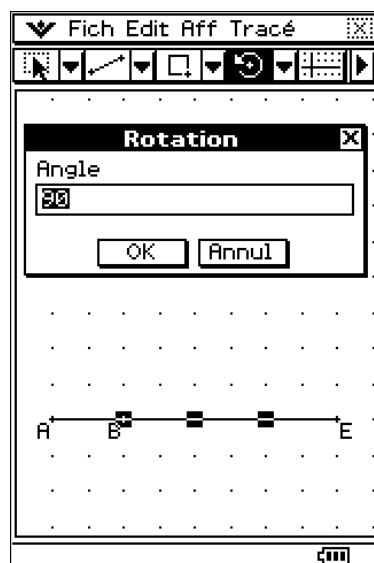 Fich Edit Aff Tracé
Rotation
Angle
90
OK Annul
A B E